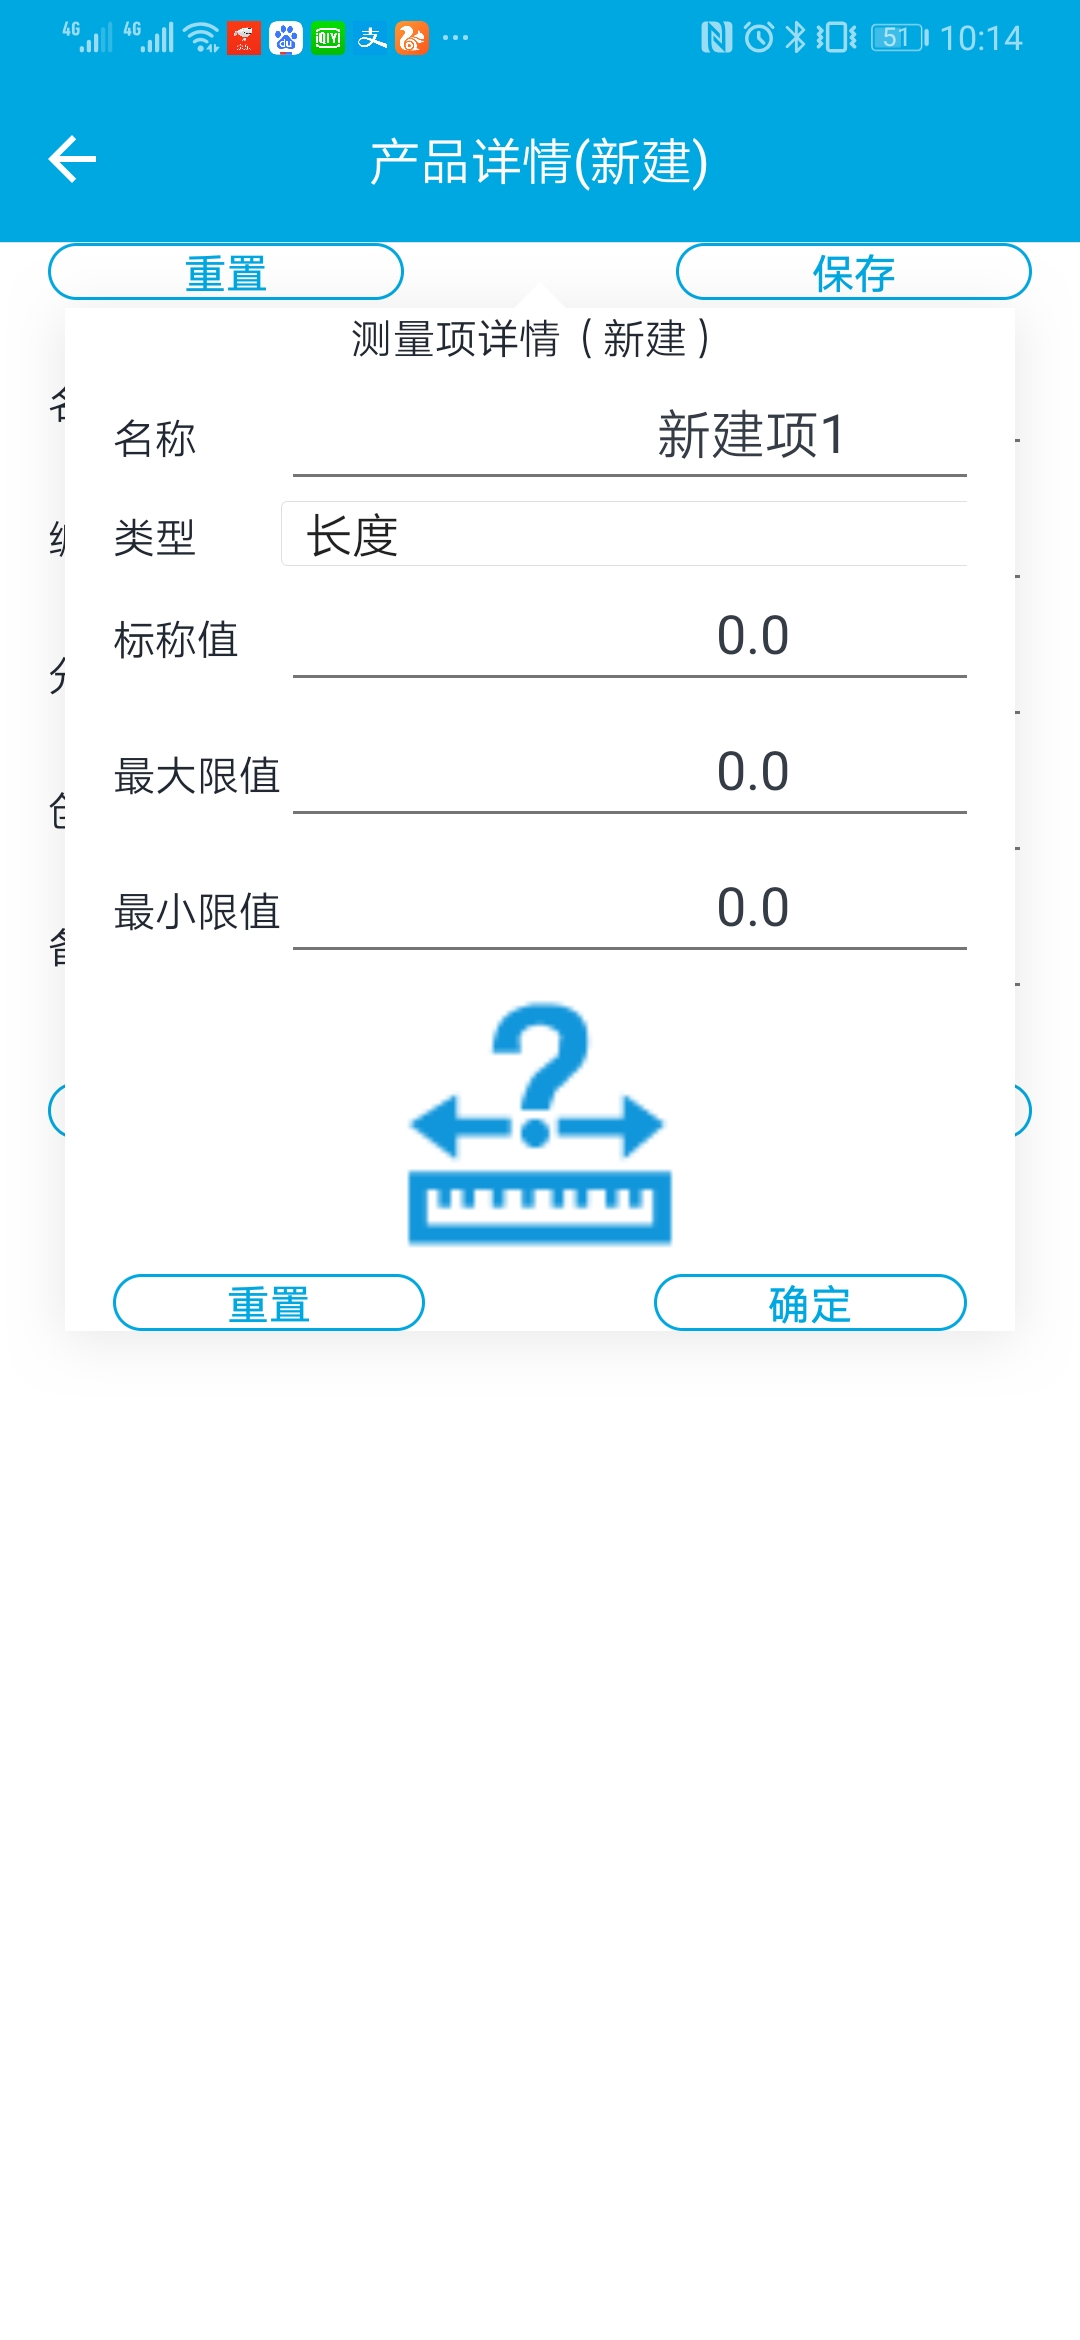 4G 4G 51 10:14
产品详情(新建)
重置 保存
测量项详情（新建）
名称 新建项1
类型 长度
标称值 0.0
最大限值 0.0
最小限值 0.0
?
重置 确定